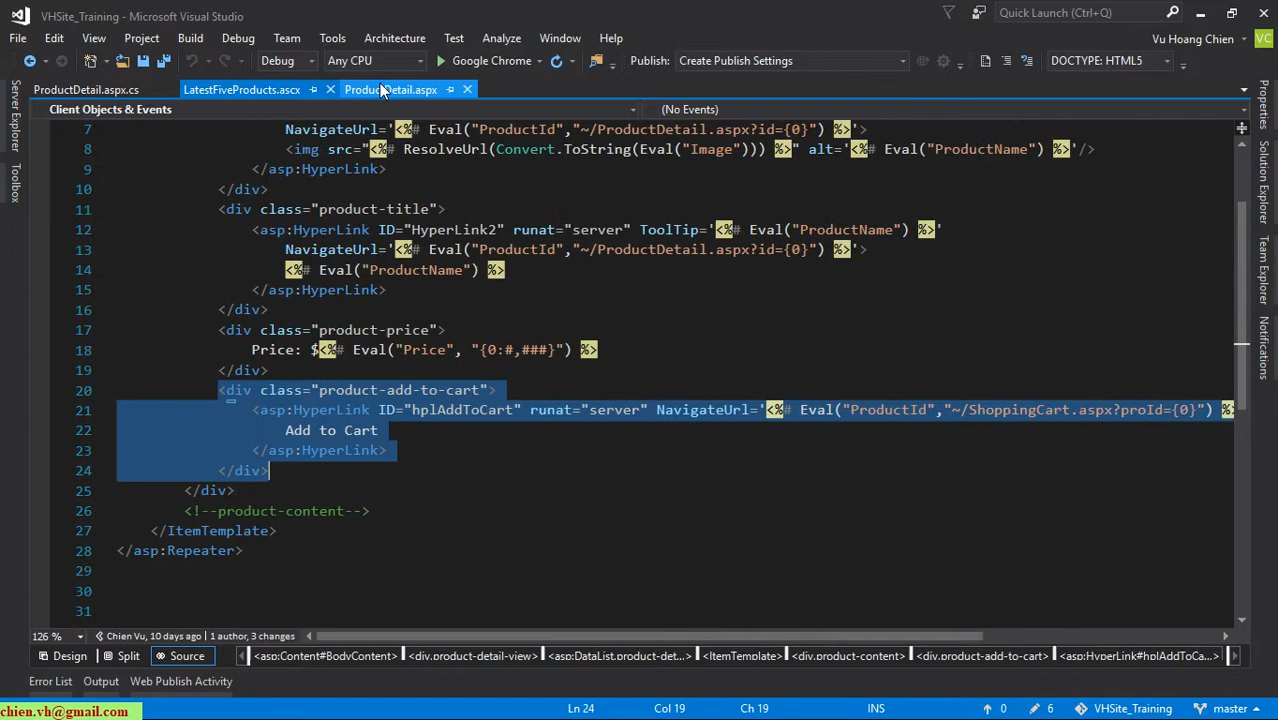 VHSite_Training - Microsoft Visual Studio
Quick Launch (Ctrl+Q)
File Edit View Project Build Debug Team Tools Architecture Test Analyze Window Help
Vu Hoang Chien VC
Debug Any CPU Google Chrome Publish: Create Publish Settings DOCTYPE: HTML5
Server Explorer
Toolbox
ProductDetail.aspx.cs LatestFiveProducts.ascx ProductDetail.aspx
Client Objects & Events (No Events)
7 NavigateUrl='<%# Eval("ProductId","~/ProductDetail.aspx?id={0}") %>'>
8 <img src="<%# ResolveUrl(Convert.ToString(Eval("Image"))) %>" alt='<%# Eval("ProductName") %>'/>
9 </asp:HyperLink>
10 </div>
11 <div class="product-title">
12 <asp:HyperLink ID="HyperLink2" runat="server" ToolTip='<%# Eval("ProductName") %>'
13 NavigateUrl='<%# Eval("ProductId","~/ProductDetail.aspx?id={0}") %>'>
14 <%# Eval("ProductName") %>
15 </asp:HyperLink>
16 </div>
17 <div class="product-price">
18 Price: $<%# Eval("Price", "{0:#,###}") %>
19 </div>
20 <div class="product-add-to-cart">
21 <asp:HyperLink ID="hplAddToCart" runat="server" NavigateUrl='<%# Eval("ProductId","~/ShoppingCart.aspx?proId={0}") %>
22 Add to Cart
23 </asp:HyperLink>
24 </div>
25 </div>
26 <!--product-content-->
27 </ItemTemplate>
28 </asp:Repeater>
29
30
31
Properties
Solution Explorer
Team Explorer
Notifications
126 % Chien Vu, 10 days ago | 1 author, 3 changes
Design Split Source <asp:Content#BodyContent> <div.product-detail-view> <asp:DataList.product-det...> <ItemTemplate> <div.product-content> <div.product-add-to-cart> <asp:HyperLink#hplAddToCa...>
Error List Output Web Publish Activity
chien.vh@gmail.com Ln 24 Col 19 Ch 19 INS 0 6 VHSite_Training master